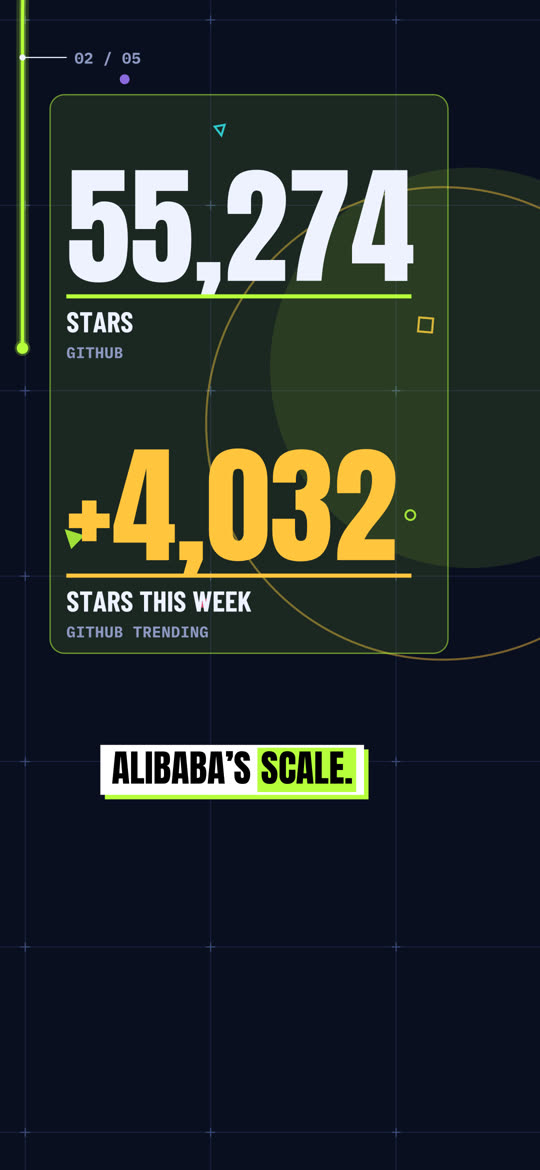 02 / 05
55,274
STARS
GITHUB
+4,032
STARS THIS WEEK
GITHUB TRENDING
ALIBABA’S SCALE.